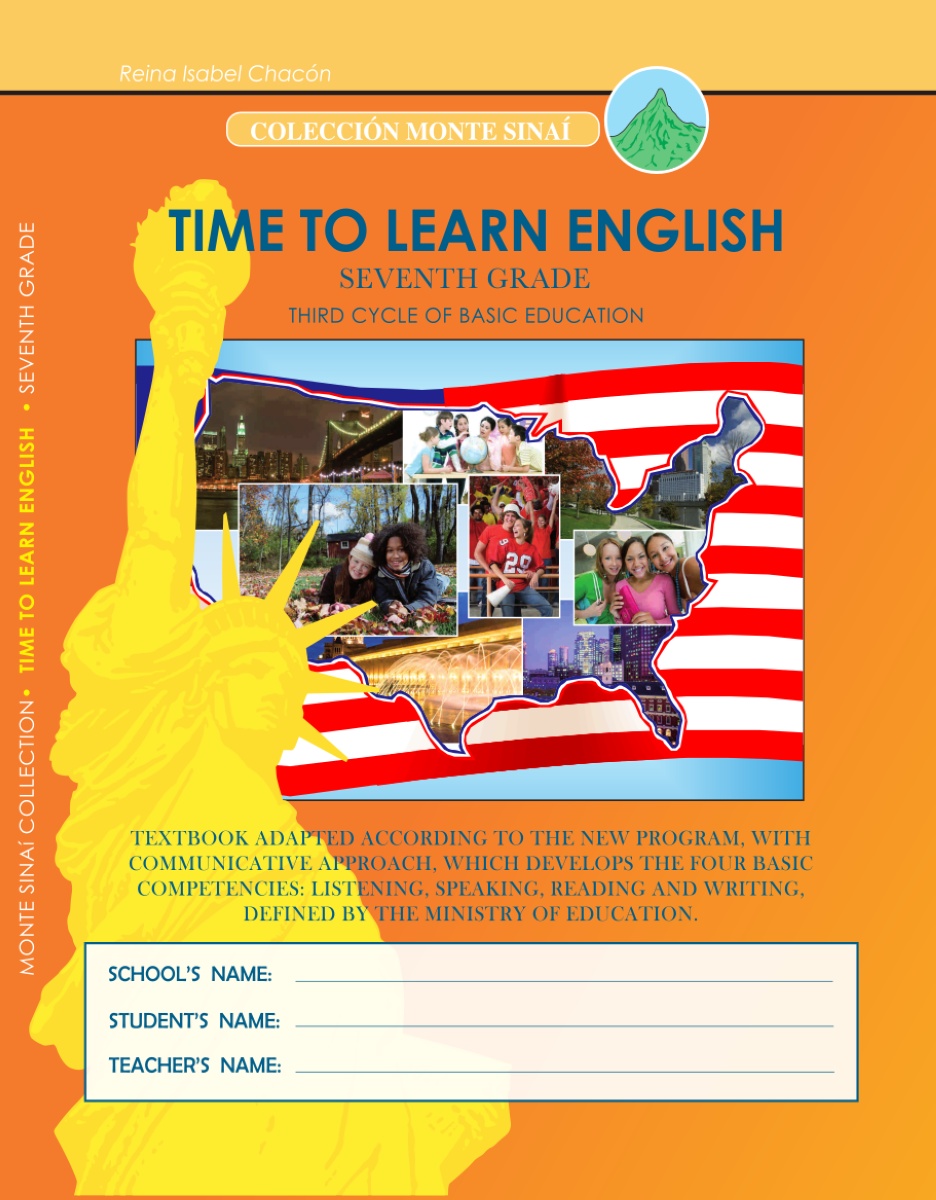 Reina Isabel Chacón
COLECCIÓN MONTE SINAÍ
TIME TO LEARN ENGLISH
SEVENTH GRADE
THIRD CYCLE OF BASIC EDUCATION
9
29
TEXTBOOK ADAPTED ACCORDING TO THE NEW PROGRAM, WITH
COMMUNICATIVE APPROACH, WHICH DEVELOPS THE FOUR BASIC
COMPETENCIES: LISTENING, SPEAKING, READING AND WRITING,
DEFINED BY THE MINISTRY OF EDUCATION.
SCHOOL'S NAME:
STUDENT'S NAME:
TEACHER'S NAME:
MONTE SINAí COLLECTION • TIME TO LEARN ENGLISH • SEVENTH GRADE